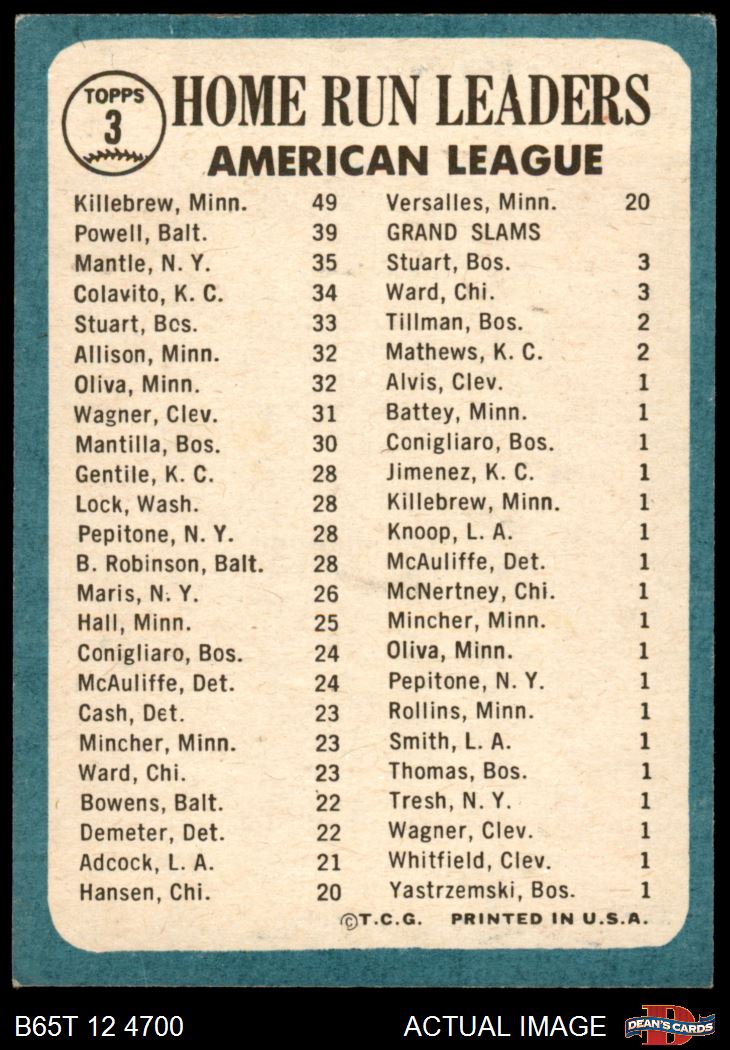 TOPPS
3
HOME RUN LEADERS
AMERICAN LEAGUE
Killebrew, Minn. 49
Powell, Balt. 39
Mantle, N. Y. 35
Colavito, K. C. 34
Stuart, Bos. 33
Allison, Minn. 32
Oliva, Minn. 32
Wagner, Clev. 31
Mantilla, Bos. 30
Gentile, K. C. 28
Lock, Wash. 28
Pepitone, N. Y. 28
B. Robinson, Balt. 28
Maris, N. Y. 26
Hall, Minn. 25
Conigliaro, Bos. 24
McAuliffe, Det. 24
Cash, Det. 23
Mincher, Minn. 23
Ward, Chi. 23
Bowens, Balt. 22
Demeter, Det. 22
Adcock, L. A. 21
Hansen, Chi. 20
Versalles, Minn. 20
GRAND SLAMS
Stuart, Bos. 3
Ward, Chi. 3
Tillman, Bos. 2
Mathews, K. C. 2
Alvis, Clev. 1
Battey, Minn. 1
Conigliaro, Bos. 1
Jimenez, K. C. 1
Killebrew, Minn. 1
Knoop, L. A. 1
McAuliffe, Det. 1
McNertney, Chi. 1
Mincher, Minn. 1
Oliva, Minn. 1
Pepitone, N. Y. 1
Rollins, Minn. 1
Smith, L. A. 1
Thomas, Bos. 1
Tresh, N. Y. 1
Wagner, Clev. 1
Whitfield, Clev. 1
Yastrzemski, Bos. 1
©T.C.G. PRINTED IN U.S.A.
B65T 12 4700 ACTUAL IMAGE
D
DEAN'S CARDS